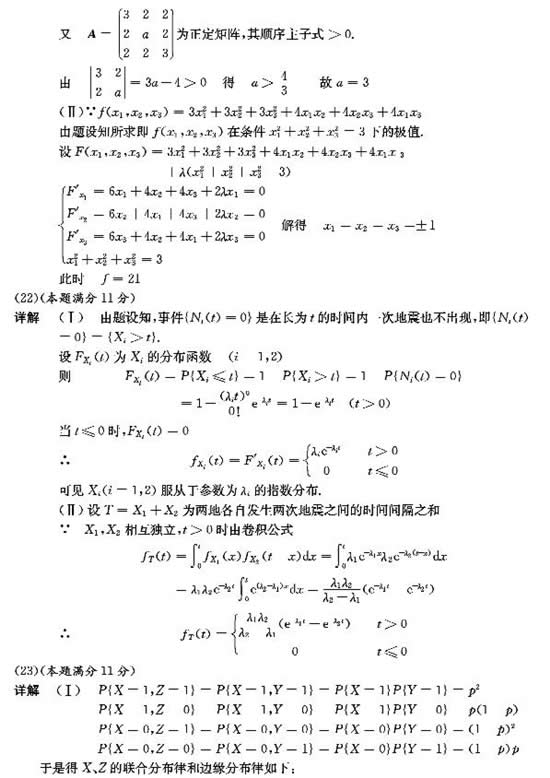 又 A = [3 2 2; 2 a 2; 2 2 3] 为正定矩阵,其顺序主子式 > 0.
由 |3 2; 2 a| = 3a − 4 > 0 得 a > 4/3 故 a = 3
(Ⅱ)∵ f(x₁,x₂,x₃) = 3x₁² + 3x₂² + 3x₃² + 4x₁x₂ + 4x₂x₃ + 4x₁x₃
由题设知所求即 f(x₁,x₂,x₃) 在条件 x₁² + x₂² + x₃² = 3 下的极值.
设 F(x₁,x₂,x₃) = 3x₁² + 3x₂² + 3x₃² + 4x₁x₂ + 4x₂x₃ + 4x₁x₃
+ λ(x₁² + x₂² + x₃² − 3)
F′x₁ = 6x₁ + 4x₂ + 4x₃ + 2λx₁ = 0
F′x₂ = 6x₂ + 4x₁ + 4x₃ + 2λx₂ = 0
F′x₃ = 6x₃ + 4x₂ + 4x₁ + 2λx₃ = 0 解得 x₁ = x₂ = x₃ = ±1
x₁² + x₂² + x₃² = 3
此时 f = 21
(22)(本题满分 11 分)
详解 (Ⅰ) 由题设知,事件{Nᵢ(t) = 0} 是在长为 t 的时间内一次地震也不出现,即{Nᵢ(t)
= 0} = {Xᵢ > t}.
设 F_Xᵢ(t) 为 Xᵢ 的分布函数 (i = 1,2)
则 F_Xᵢ(t) = P{Xᵢ ≤ t} = 1 − P{Xᵢ > t} = 1 − P{Nᵢ(t) = 0}
= 1 − (λᵢt)⁰/0! e^(−λᵢt) = 1 − e^(−λᵢt) (t > 0)
当 t ≤ 0 时,F_Xᵢ(t) = 0
∴ f_Xᵢ(t) = F′_Xᵢ(t) = { λᵢe^(−λᵢt) t > 0
0 t ≤ 0
可见 Xᵢ(i = 1,2) 服从于参数为 λᵢ 的指数分布.
(Ⅱ) 设 T = X₁ + X₂ 为两地各自发生两次地震之间的时间间隔之和
∵ X₁,X₂ 相互独立,t > 0 时由卷积公式
f_T(t) = ∫₀ᵗ f_X₁(x)f_X₂(t − x)dx = ∫₀ᵗ λ₁e^(−λ₁x)λ₂e^(−λ₂(t−x))dx
= λ₁λ₂e^(−λ₂t) ∫₀ᵗ e^((λ₂−λ₁)x)dx = λ₁λ₂/(λ₂ − λ₁) (e^(−λ₁t) − e^(−λ₂t))
∴ f_T(t) = { λ₁λ₂/(λ₂ − λ₁) (e^(−λ₁t) − e^(−λ₂t)) t > 0
0 t ≤ 0
(23)(本题满分 11 分)
详解 (Ⅰ) P{X = 1,Z = 1} = P{X = 1,Y = 1} = P{X = 1}P{Y = 1} = p²
P{X = 1,Z = 0} = P{X = 1,Y = 0} = P{X = 1}P{Y = 0} = p(1 − p)
P{X = 0,Z = 1} = P{X = 0,Y = 0} = P{X = 0}P{Y = 0} = (1 − p)²
P{X = 0,Z = 0} = P{X = 0,Y = 1} = P{X = 0}P{Y = 1} = (1 − p)p
于是得 X、Z 的联合分布律和边缘分布律如下: